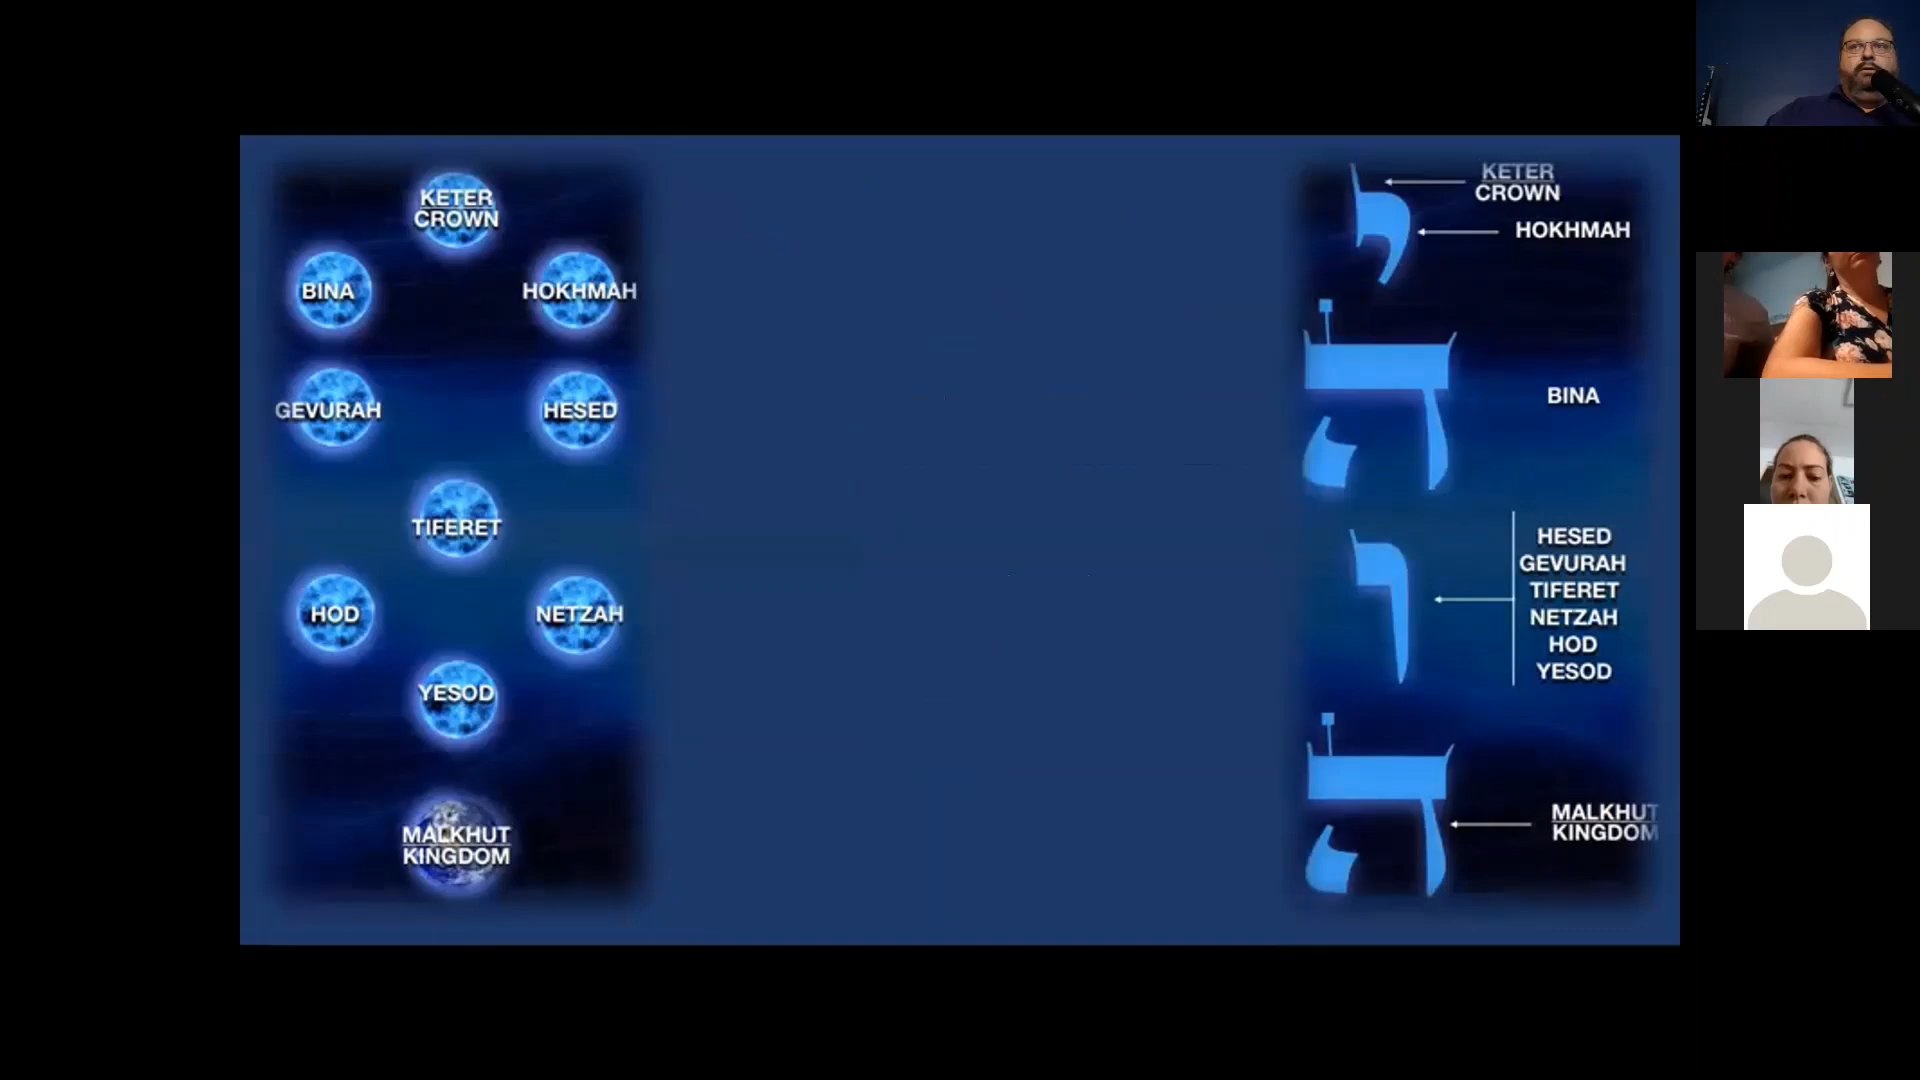 KETER
CROWN
BINA
HOKHMAH
GEVURAH
HESED
TIFERET
HOD
NETZAH
YESOD
MALKHUT
KINGDOM
י
KETER
CROWN
HOKHMAH
ה
BINA
ו
HESED
GEVURAH
TIFERET
NETZAH
HOD
YESOD
ה
MALKHUT
KINGDOM